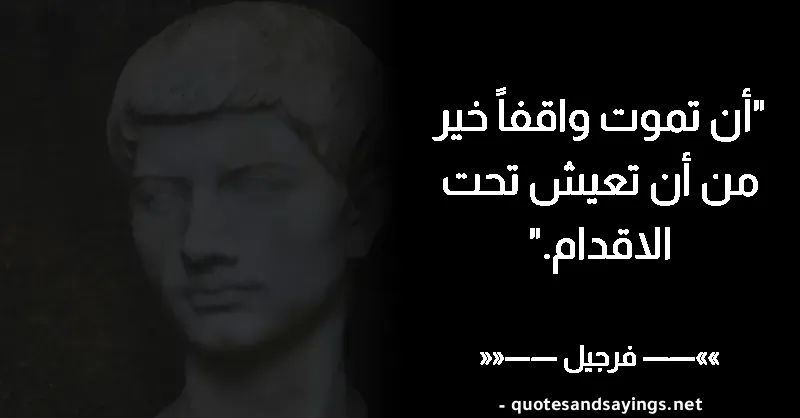 "أن تموت واقفاً خير
من أن تعيش تحت
الاقدام."
»»—— فرجيل ——««
- quotesandsayings.net